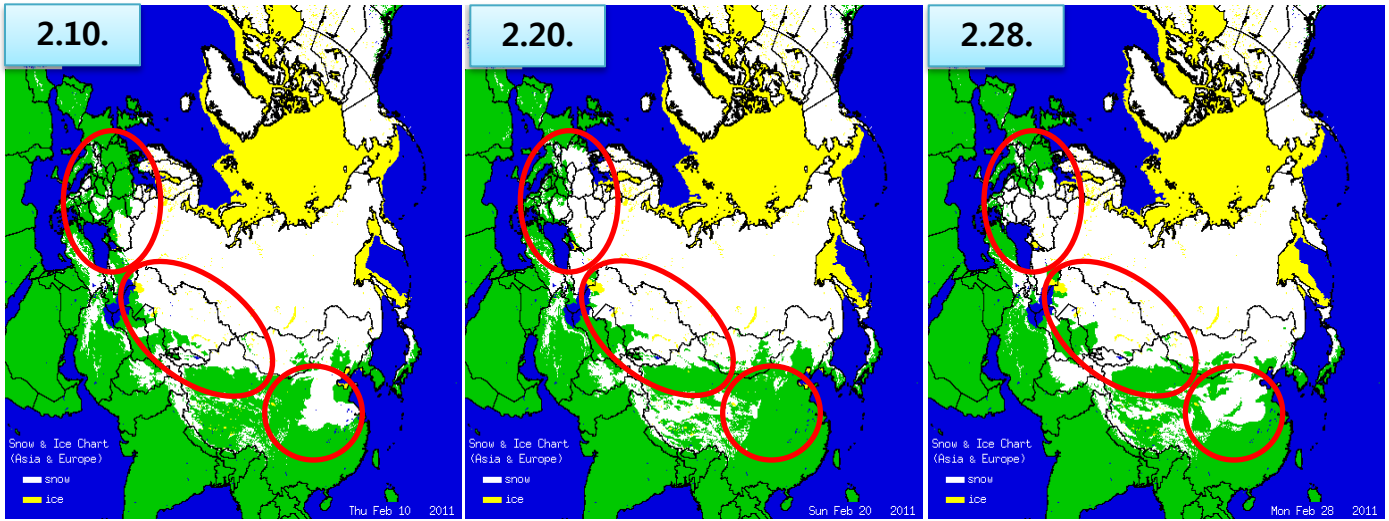 2.10.
Snow & Ice Chart
(Asia & Europe)
snow
ice
Thu Feb 10 2011
2.20.
Snow & Ice Chart
(Asia & Europe)
snow
ice
Sun Feb 20 2011
2.28.
Snow & Ice Chart
(Asia & Europe)
snow
ice
Mon Feb 28 2011